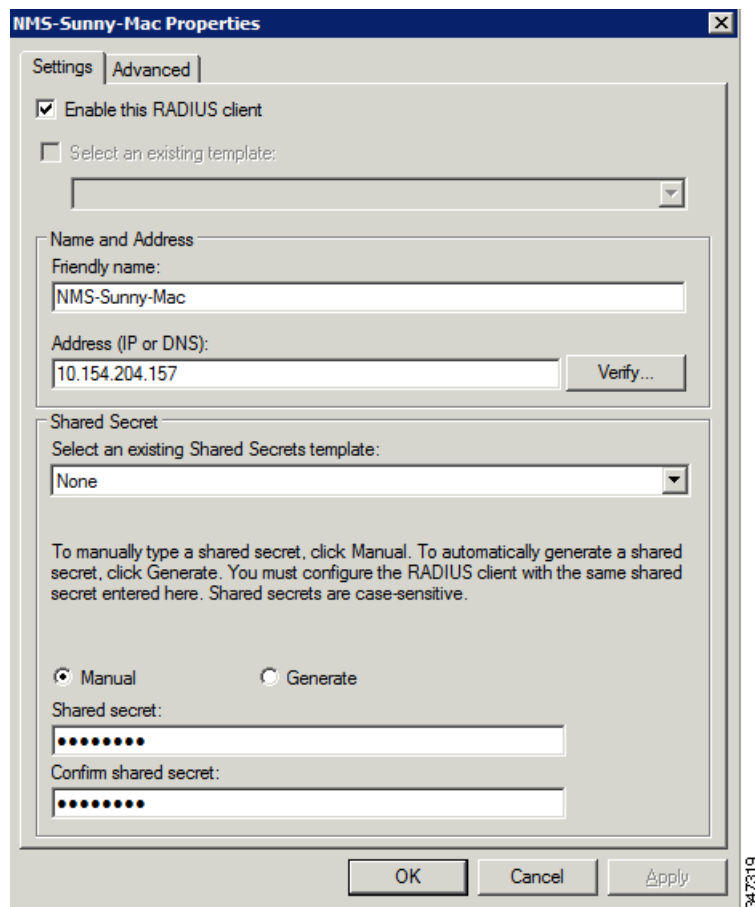 NMS-Sunny-Mac Properties
Settings
Advanced
Enable this RADIUS client
Select an existing template:
Name and Address
Friendly name:
NMS-Sunny-Mac
Address (IP or DNS):
10.154.204.157
Verify...
Shared Secret
Select an existing Shared Secrets template:
None
To manually type a shared secret, click Manual. To automatically generate a shared
secret, click Generate. You must configure the RADIUS client with the same shared
secret entered here. Shared secrets are case-sensitive.
Manual
Generate
Shared secret:
••••••••
Confirm shared secret:
••••••••
OK
Cancel
Apply
347319